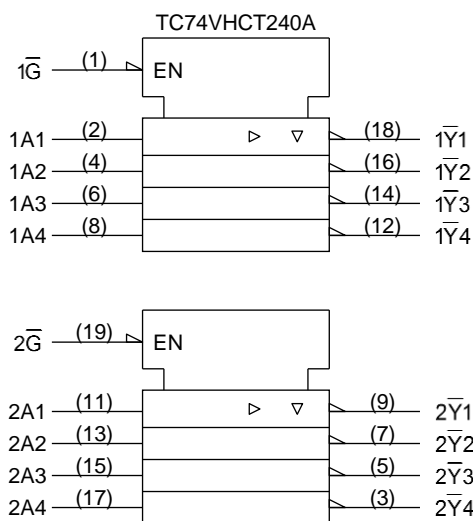 TC74VHCT240A
1G̅ (1) EN
1A1 (2) (18) 1Y̅1
1A2 (4) (16) 1Y̅2
1A3 (6) (14) 1Y̅3
1A4 (8) (12) 1Y̅4
2G̅ (19) EN
2A1 (11) (9) 2Y̅1
2A2 (13) (7) 2Y̅2
2A3 (15) (5) 2Y̅3
2A4 (17) (3) 2Y̅4